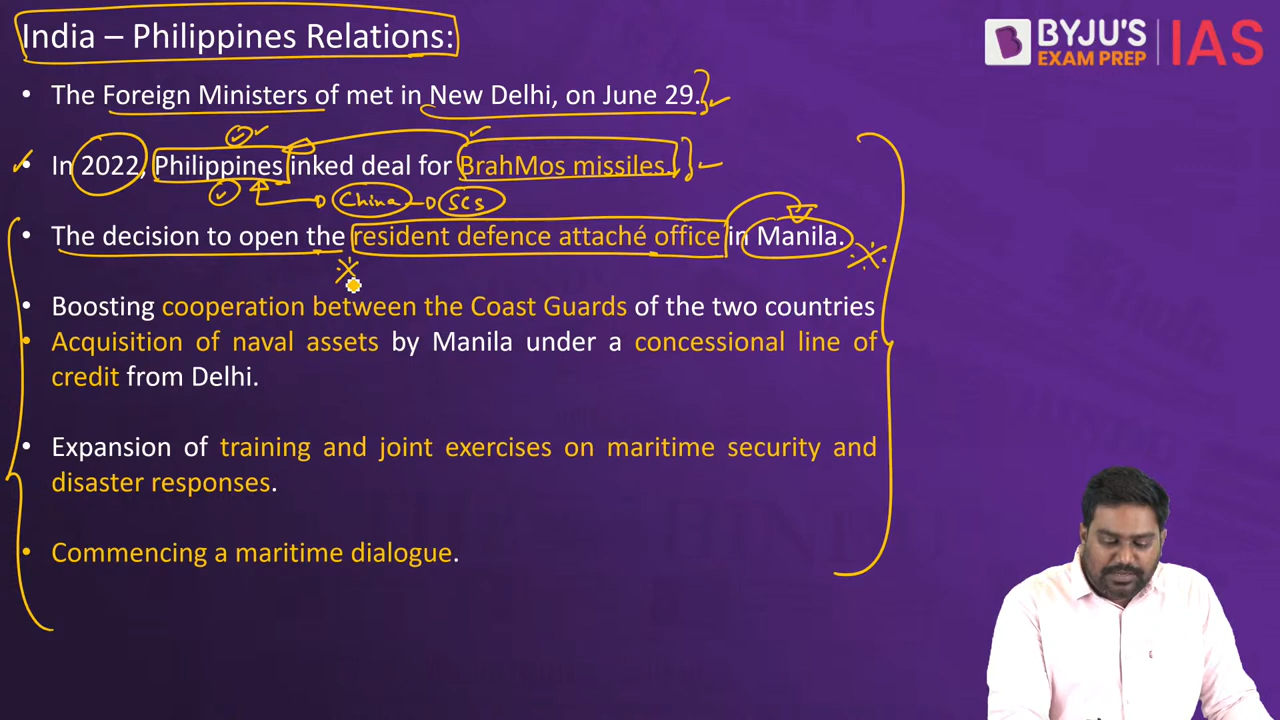 India – Philippines Relations:
BYJU'S
EXAM PREP
IAS
• The Foreign Ministers of met in New Delhi, on June 29.
• In 2022, Philippines inked deal for BrahMos missiles.
China
SCS
• The decision to open the resident defence attaché office in Manila.
• Boosting cooperation between the Coast Guards of the two countries
• Acquisition of naval assets by Manila under a concessional line of
credit from Delhi.
• Expansion of training and joint exercises on maritime security and
disaster responses.
• Commencing a maritime dialogue.